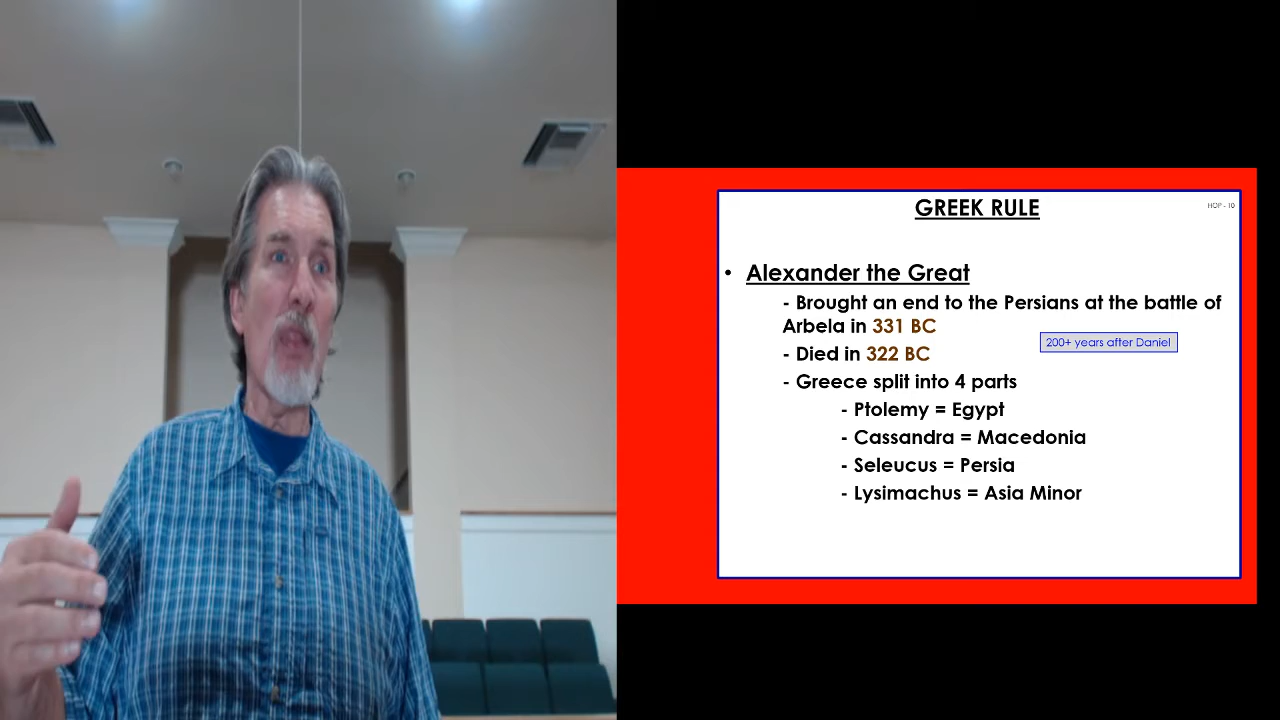 GREEK RULE
HOP - 10
• Alexander the Great
- Brought an end to the Persians at the battle of
Arbela in 331 BC
200+ years after Daniel
- Died in 322 BC
- Greece split into 4 parts
- Ptolemy = Egypt
- Cassandra = Macedonia
- Seleucus = Persia
- Lysimachus = Asia Minor